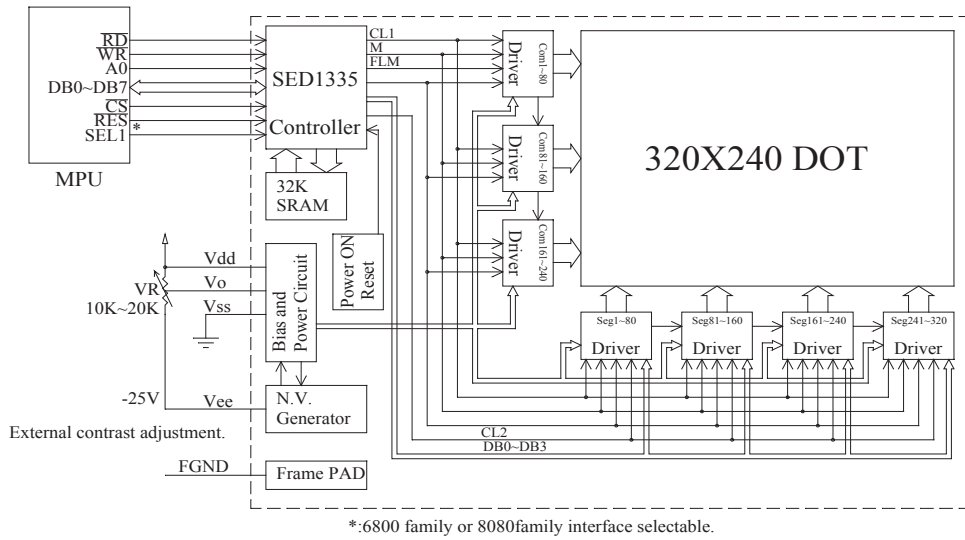 RD
WR
A0
DB0~DB7
CS
RES
SEL1 *
MPU
SED1335
Controller
32K
SRAM
CL1
M
FLM
Driver
Com1~80
Driver
Com81~160
Driver
Com161~240
320X240 DOT
Power ON
Reset
Bias and
Power Circuit
Vdd
VR
Vo
10K~20K
Vss
-25V
Vee
N.V.
Generator
External contrast adjustment.
FGND
Frame PAD
Seg1~80
Driver
Seg81~160
Driver
Seg161~240
Driver
Seg241~320
Driver
CL2
DB0~DB3
*:6800 family or 8080family interface selectable.